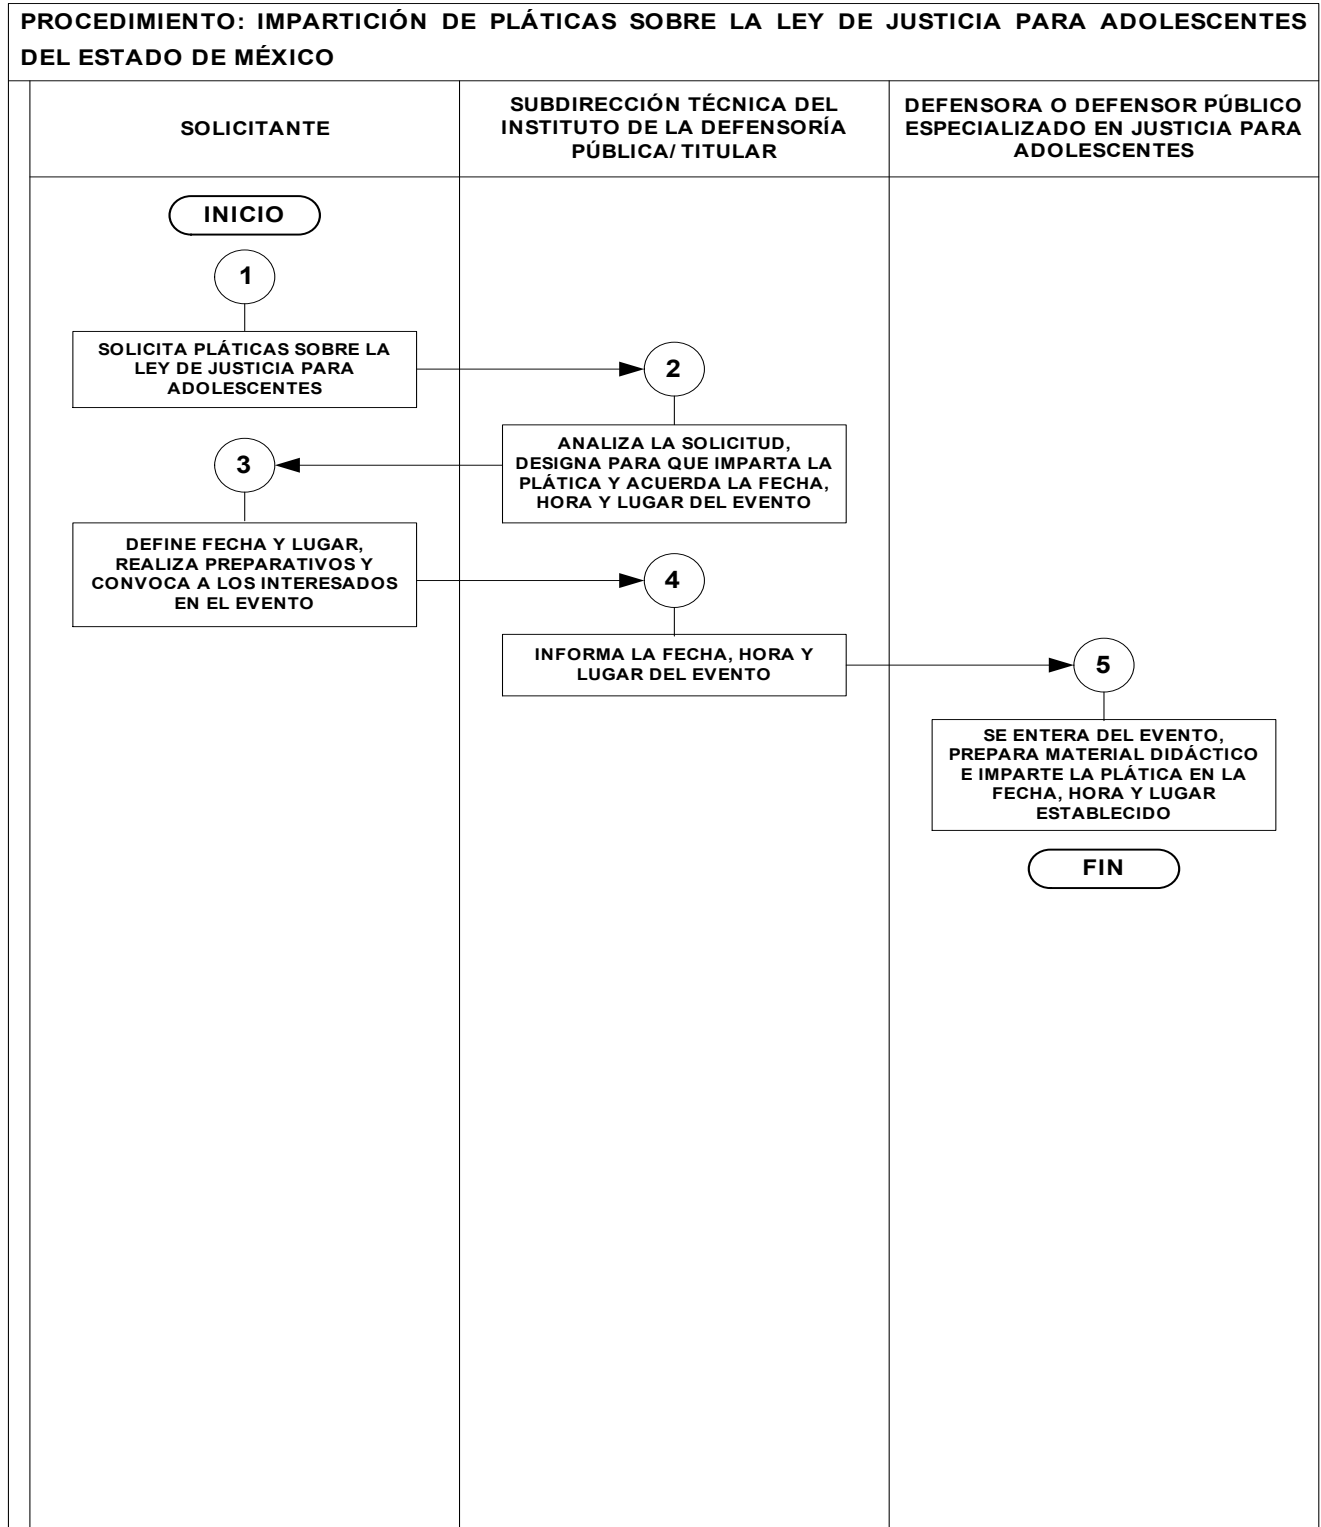 PROCEDIMIENTO: IMPARTICIÓN DE PLÁTICAS SOBRE LA LEY DE JUSTICIA PARA ADOLESCENTES
DEL ESTADO DE MÉXICO
SOLICITANTE
SUBDIRECCIÓN TÉCNICA DEL
INSTITUTO DE LA DEFENSORÍA
PÚBLICA/ TITULAR
DEFENSORA O DEFENSOR PÚBLICO
ESPECIALIZADO EN JUSTICIA PARA
ADOLESCENTES
INICIO
1
SOLICITA PLÁTICAS SOBRE LA
LEY DE JUSTICIA PARA
ADOLESCENTES
2
ANALIZA LA SOLICITUD,
DESIGNA PARA QUE IMPARTA LA
PLÁTICA Y ACUERDA LA FECHA,
HORA Y LUGAR DEL EVENTO
3
DEFINE FECHA Y LUGAR,
REALIZA PREPARATIVOS Y
CONVOCA A LOS INTERESADOS
EN EL EVENTO
4
INFORMA LA FECHA, HORA Y
LUGAR DEL EVENTO
5
SE ENTERA DEL EVENTO,
PREPARA MATERIAL DIDÁCTICO
E IMPARTE LA PLÁTICA EN LA
FECHA, HORA Y LUGAR
ESTABLECIDO
FIN